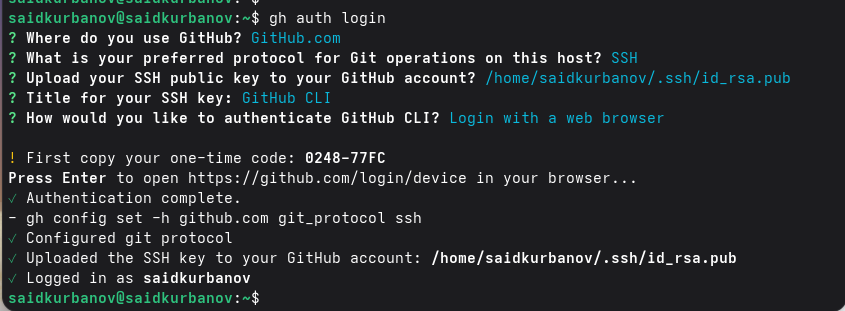 saidkurbanov@saidkurbanov:~$ gh auth login
? Where do you use GitHub? GitHub.com
? What is your preferred protocol for Git operations on this host? SSH
? Upload your SSH public key to your GitHub account? /home/saidkurbanov/.ssh/id_rsa.pub
? Title for your SSH key: GitHub CLI
? How would you like to authenticate GitHub CLI? Login with a web browser
! First copy your one-time code: 0248-77FC
Press Enter to open https://github.com/login/device in your browser...
✓ Authentication complete.
- gh config set -h github.com git_protocol ssh
✓ Configured git protocol
✓ Uploaded the SSH key to your GitHub account: /home/saidkurbanov/.ssh/id_rsa.pub
✓ Logged in as saidkurbanov
saidkurbanov@saidkurbanov:~$